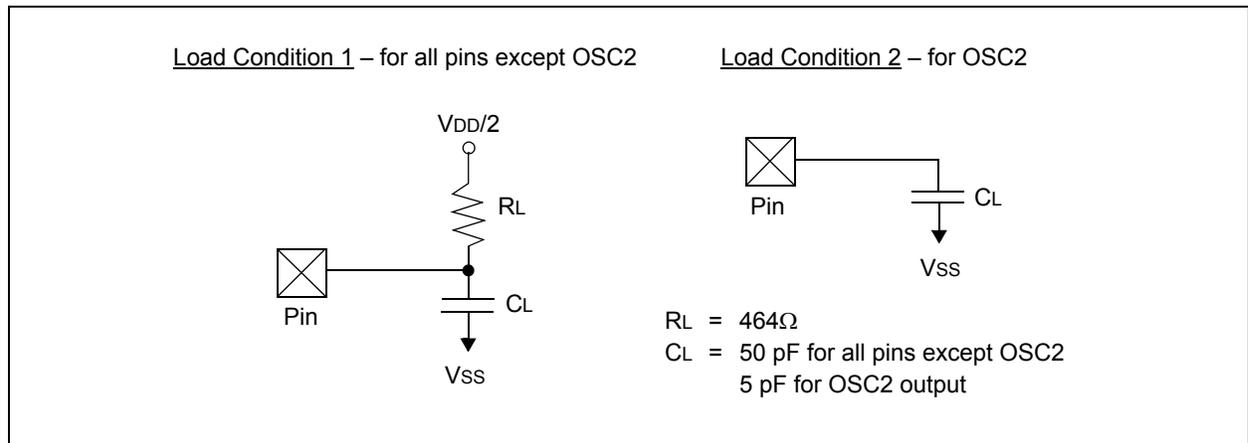 Load Condition 1 – for all pins except OSC2
Load Condition 2 – for OSC2
VDD/2
RL
Pin
CL
VSS
Pin
CL
VSS
RL = 464Ω
CL = 50 pF for all pins except OSC2
5 pF for OSC2 output